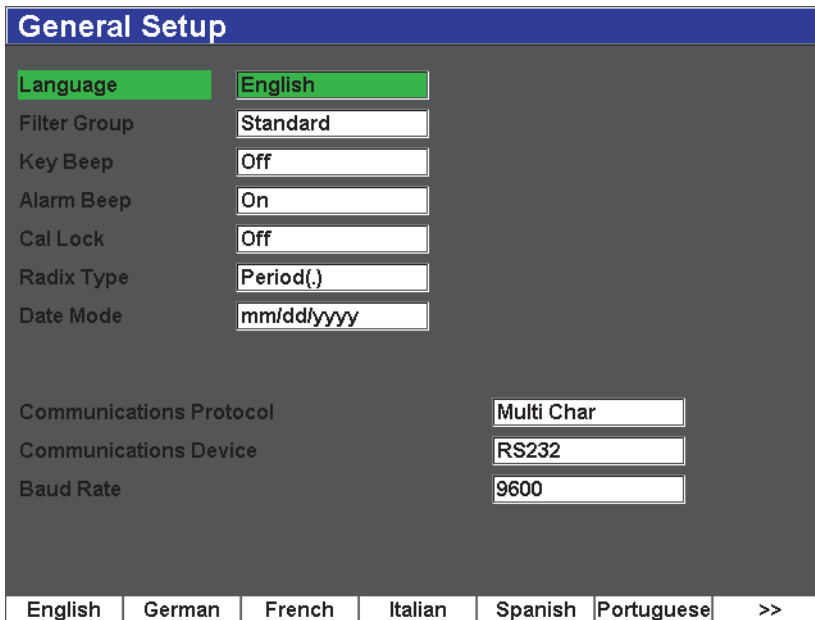 General Setup
Language English
Filter Group Standard
Key Beep Off
Alarm Beep On
Cal Lock Off
Radix Type Period(.)
Date Mode mm/dd/yyyy
Communications Protocol Multi Char
Communications Device RS232
Baud Rate 9600
English German French Italian Spanish Portuguese >>